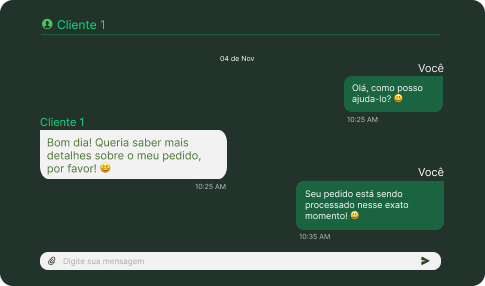 Cliente 1
04 de Nov
Você
Olá, como posso
ajuda-lo? 😀
10:25 AM
Cliente 1
Bom dia! Queria saber mais
detalhes sobre o meu pedido,
por favor! 😀
10:25 AM
Você
Seu pedido está sendo
processado nesse exato
momento! 😀
10:35 AM
Digite sua mensagem